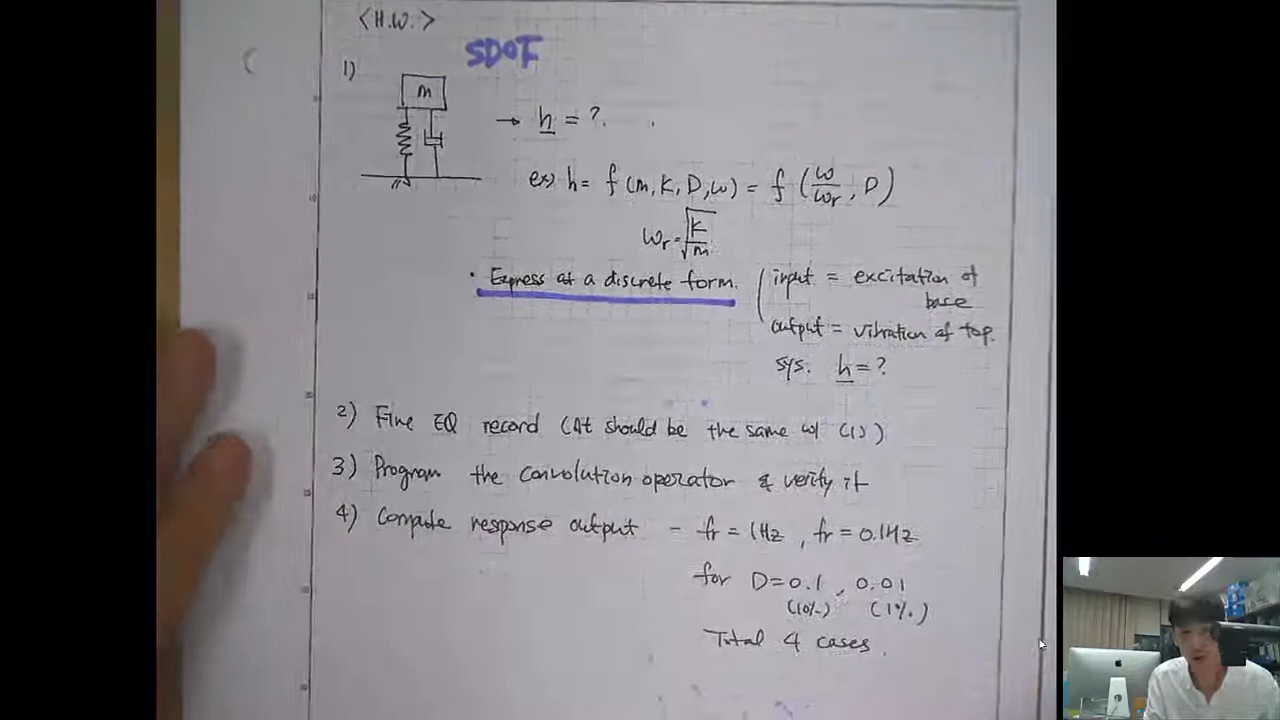 <H.W.>
SDOF
1)
m
→ h = ?
ex) h = f (m, K, D, ω) = f (ω/ωr, D)
ωr = √(K/m)
· Express at a discrete form.
input = excitation of
base
output = vibration of top.
sys. h = ?
2) Fine EQ record (Δt should be the same w/ (1))
3) Program the convolution operator & verify it
4) Compute response output - fr = 1Hz, fr = 0.1Hz
for D = 0.1, 0.01
(10%) (1%)
Total 4 cases.